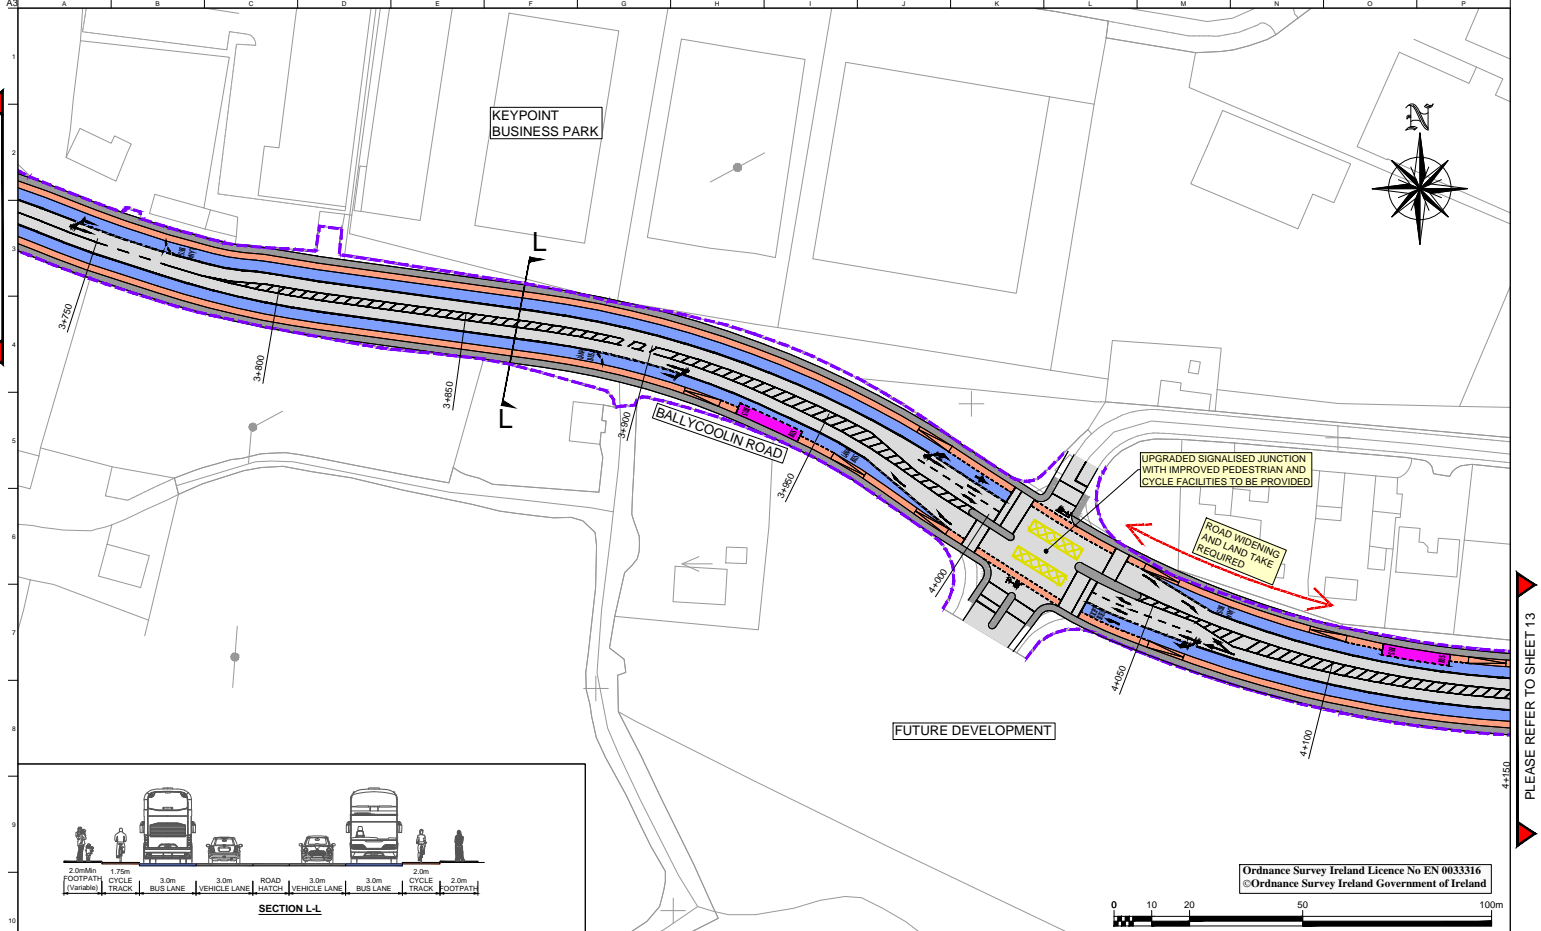 A3
A B C D E F G H I J K L M N O P
1
2
3
4
5
6
7
8
9
10
KEYPOINT
BUSINESS PARK
N
L
L
3+750
3+800
3+850
3+900
3+950
4+000
4+050
4+100
4+150
BALLYCOOLIN ROAD
UPGRADED SIGNALISED JUNCTION
WITH IMPROVED PEDESTRIAN AND
CYCLE FACILITIES TO BE PROVIDED
ROAD WIDENING
AND LAND TAKE
REQUIRED
FUTURE DEVELOPMENT
PLEASE REFER TO SHEET 13
2.0mMin
FOOTPATH
(Variable)
1.75m
CYCLE
TRACK
3.0m
BUS LANE
3.0m
VEHICLE LANE
ROAD
HATCH
3.0m
VEHICLE LANE
3.0m
BUS LANE
2.0m
CYCLE
TRACK
2.0m
FOOTPATH
SECTION L-L
Ordnance Survey Ireland Licence No EN 0033316
©Ordnance Survey Ireland Government of Ireland
0 10 20 50 100m